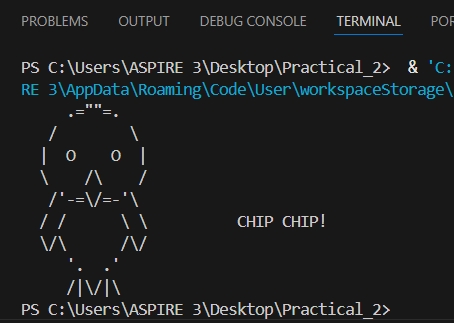 PROBLEMS OUTPUT DEBUG CONSOLE TERMINAL POR
PS C:\Users\ASPIRE 3\Desktop\Practical_2>  & 'C:
RE 3\AppData\Roaming\Code\User\workspaceStorage\
     .=""=.
   /       \
  |  O   O  |
  \    /\   /
   /'-=\/=-'\
  / /     \ \         CHIP CHIP!
  \/\     /\/
     '.  .'
     /|\/|\
PS C:\Users\ASPIRE 3\Desktop\Practical_2>